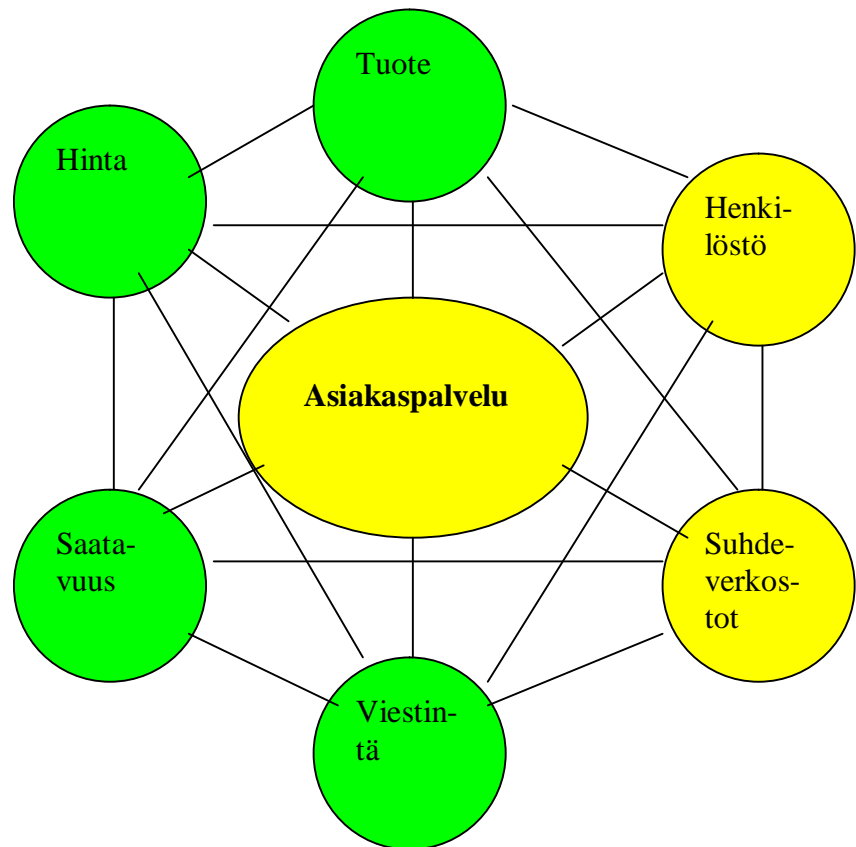 Tuote
Hinta
Henki-
löstö
Asiakaspalvelu
Saata-
vuus
Suhde-
verkos-
tot
Viestin-
tä